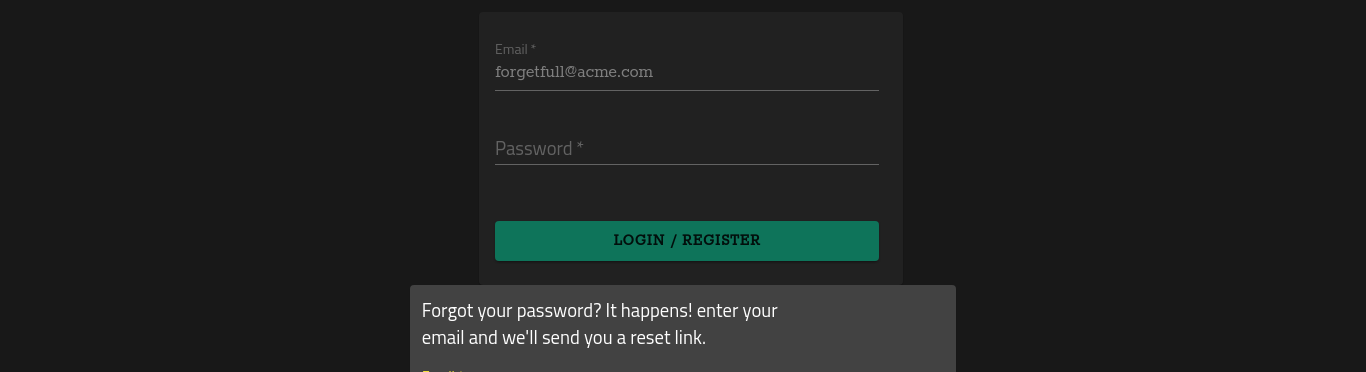 Email *
forgetfull@acme.com
Password *
LOGIN / REGISTER
Forgot your password? It happens! enter your
email and we'll send you a reset link.